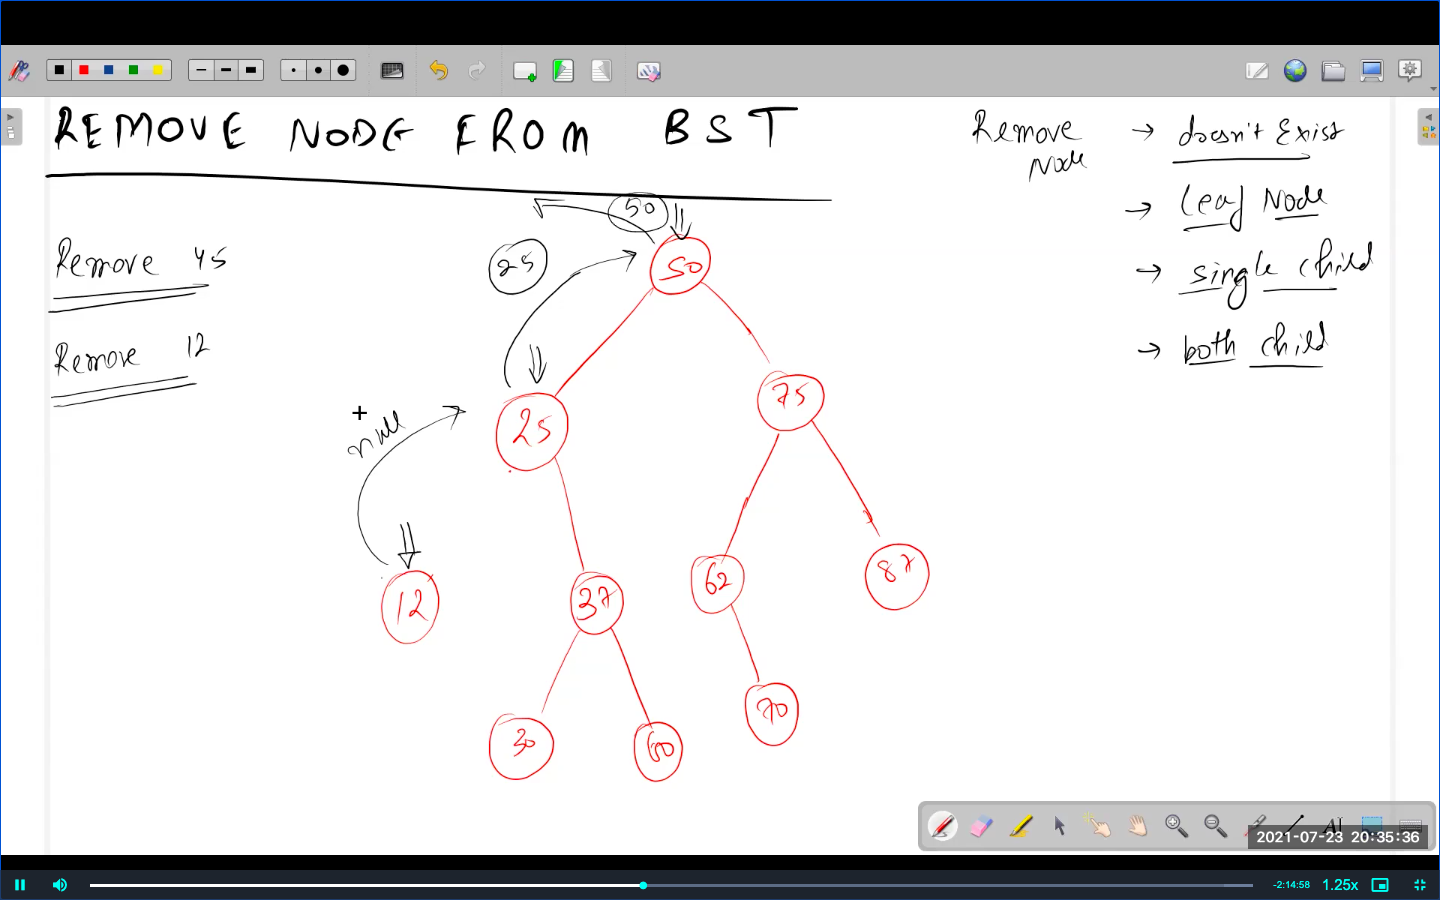 REMOVE NODE FROM BST
Remove Node → doesn't Exist
→ leaf Node
→ single child
→ both child
Remove 45
Remove 12
50
25
50
25
75
null
12
37
62
87
30
60
70
AI
2021-07-23 20:35:36
-2:14:58
1.25x